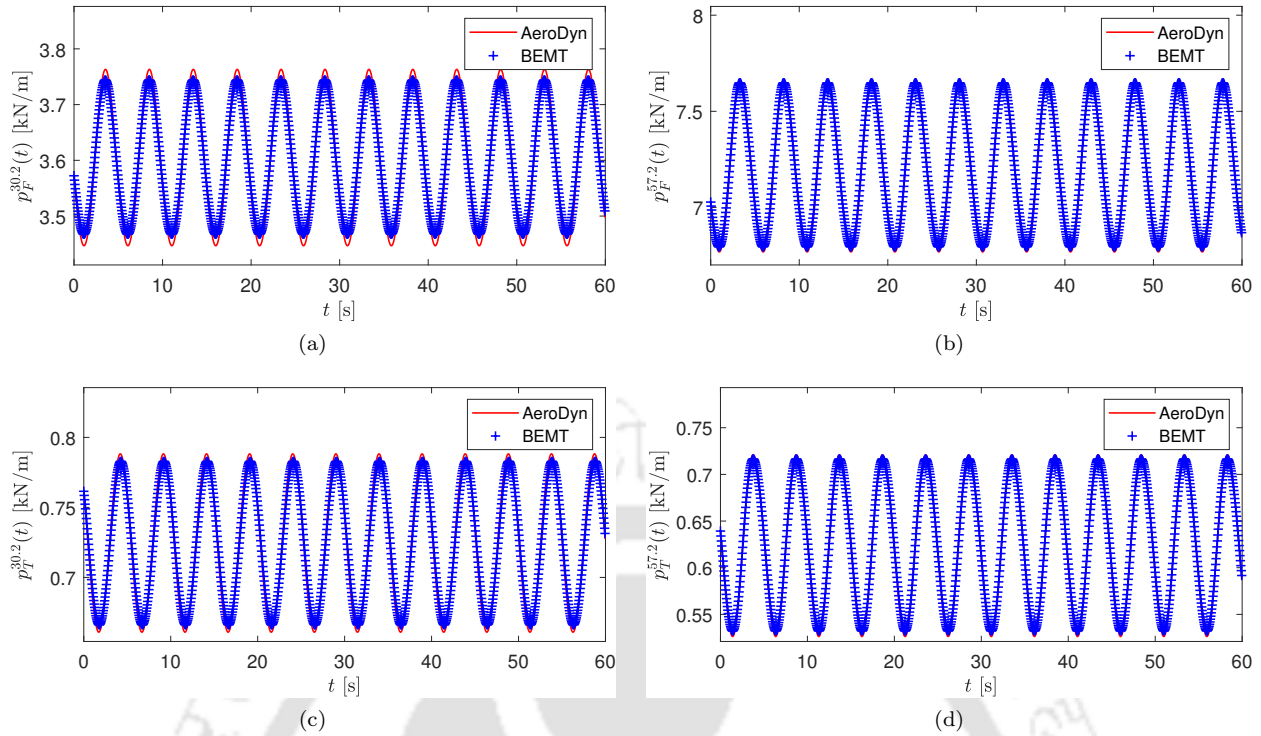 AeroDyn
BEMT
3.8
3.7
3.6
3.5
p_F^{30.2}(t) [kN/m]
0 10 20 30 40 50 60
t [s]
(a)
AeroDyn
BEMT
8
7.5
7
p_F^{57.2}(t) [kN/m]
0 10 20 30 40 50 60
t [s]
(b)
AeroDyn
BEMT
0.8
0.75
0.7
p_T^{30.2}(t) [kN/m]
0 10 20 30 40 50 60
t [s]
(c)
AeroDyn
BEMT
0.75
0.7
0.65
0.6
0.55
p_T^{57.2}(t) [kN/m]
0 10 20 30 40 50 60
t [s]
(d)